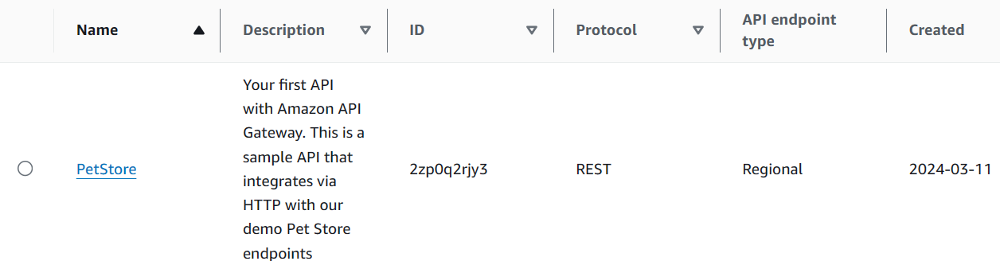 Name
Description
ID
Protocol
API endpoint
type
Created
PetStore
Your first API
with Amazon API
Gateway. This is a
sample API that
integrates via
HTTP with our
demo Pet Store
endpoints
2zp0q2rjy3
REST
Regional
2024-03-11